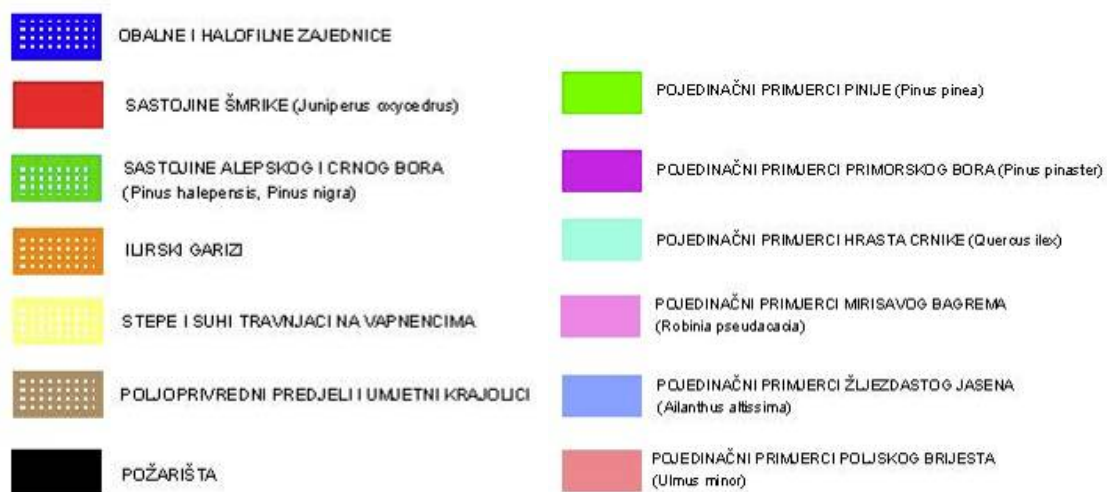 OBALNE I HALOFILNE ZAJEDNICE
SASTOJINE ŠMRIKE (Juniperus oxycedrus)
SASTOJINE ALEPSKOG I CRNOG BORA
(Pinus halepensis, Pinus nigra)
ILIRSKI GARIZI
STEPE I SUHI TRAVNJACI NA VAPNENCIMA
POLJOPRIVREDNI PREDJELI I UMJETNI KRAJOLICI
POŽARIŠTA
POJEDINAČNI PRIMJERCI PINIJE (Pinus pinea)
POJEDINAČNI PRIMJERCI PRIMORSKOG BORA (Pinus pinaster)
POJEDINAČNI PRIMJERCI HRASTA CRNIKE (Quercus ilex)
POJEDINAČNI PRIMJERCI MIRISAVOG BAGREMA
(Robinia pseudacacia)
POJEDINAČNI PRIMJERCI ŽLJEZDASTOG JASENA
(Ailanthus altissima)
POJEDINAČNI PRIMJERCI POLJSKOG BRIJESTA
(Ulmus minor)